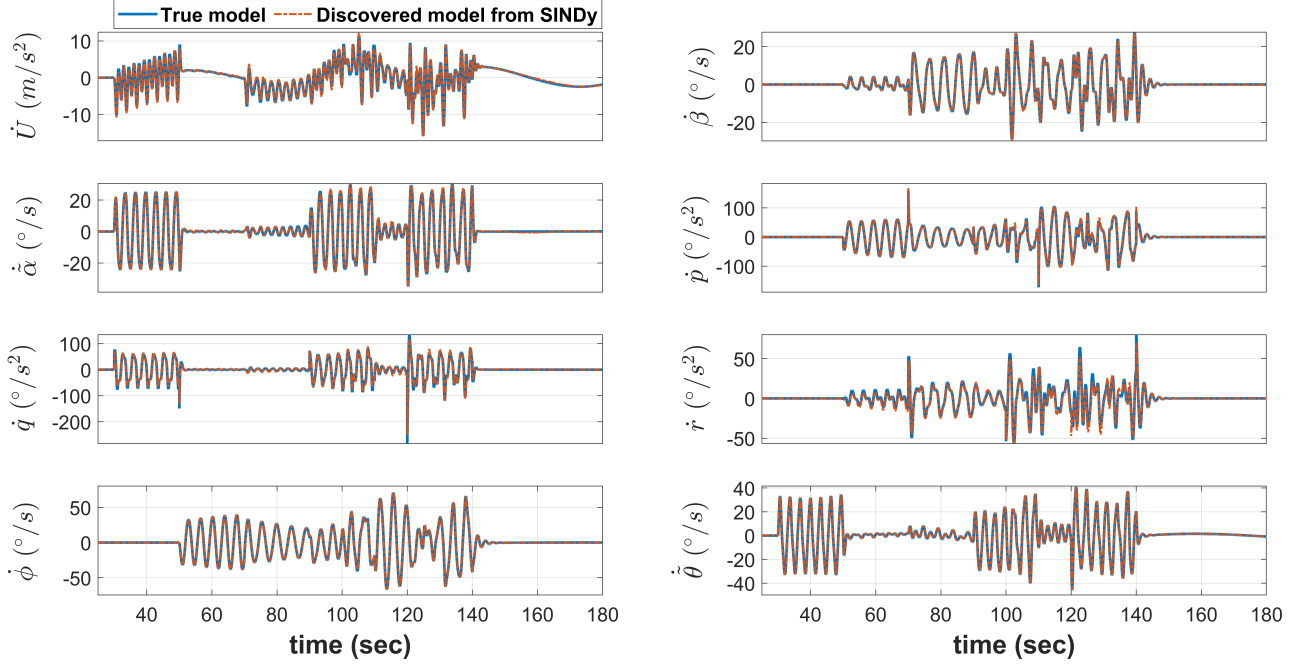 True model Discovered model from SINDy
U̇ (m/s²)
10
0
-10
β̇ (°/s)
20
0
-20
α̃̇ (°/s)
20
0
-20
ṗ (°/s²)
100
0
-100
q̇ (°/s²)
100
0
-100
-200
ṙ (°/s²)
50
0
-50
ϕ̇ (°/s)
50
0
-50
40 60 80 100 120 140 160 180
time (sec)
θ̃̇ (°/s)
40
20
0
-20
-40
40 60 80 100 120 140 160 180
time (sec)